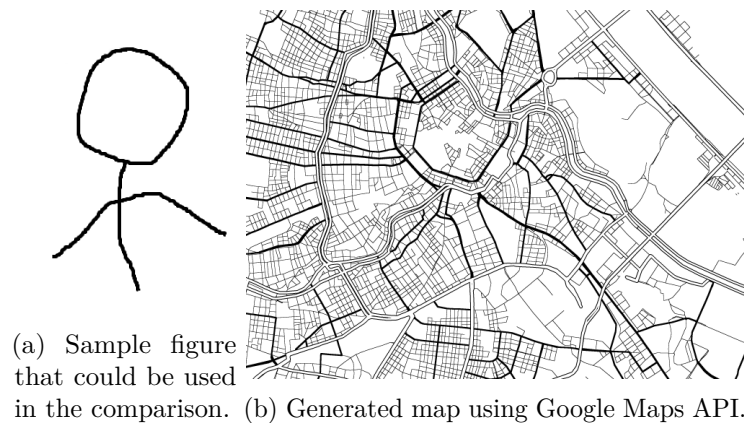 (a) Sample figure
that could be used
in the comparison.
(b) Generated map using Google Maps API.